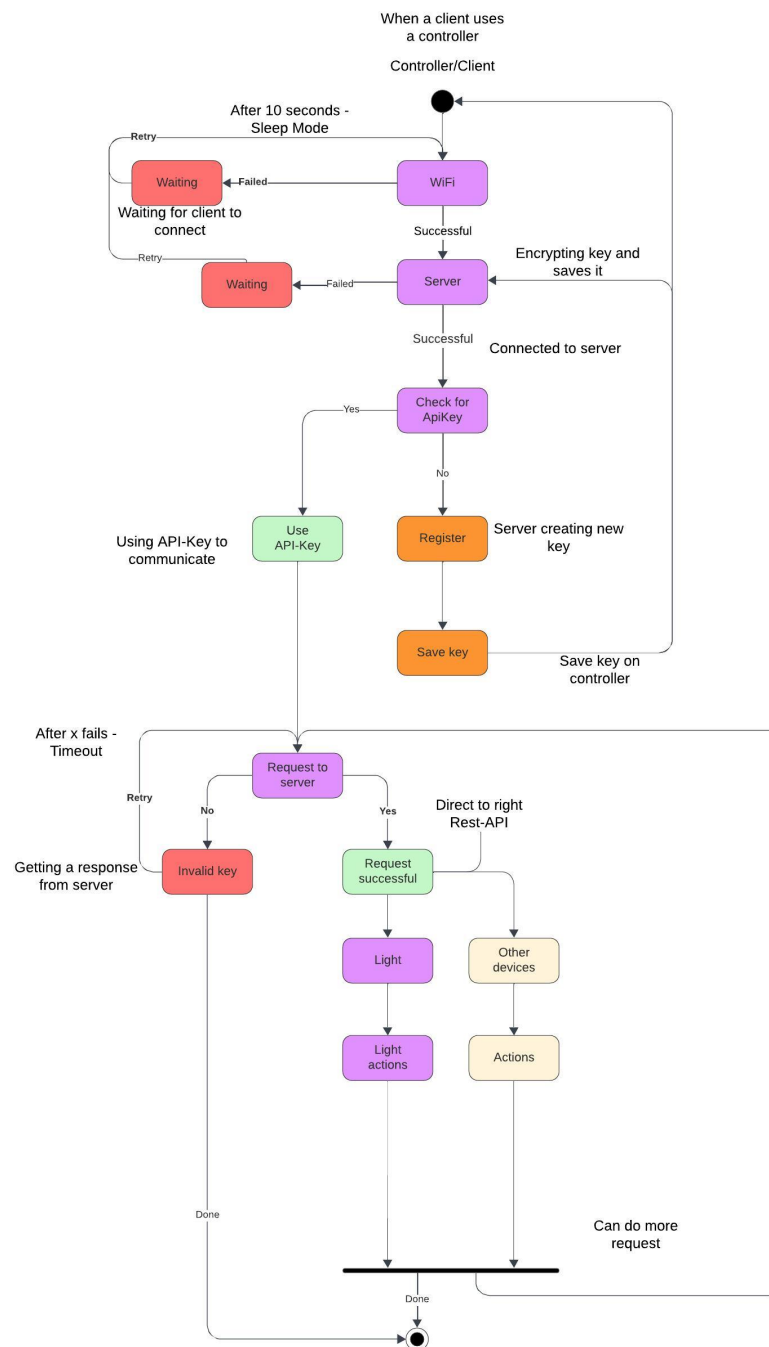 When a client uses
a controller
Controller/Client
After 10 seconds -
Sleep Mode
Retry
Waiting
Failed
WiFi
Waiting for client to
connect
Successful
Retry
Encrypting key and
saves it
Waiting
Failed
Server
Successful
Connected to server
Check for
ApiKey
Yes
No
Using API-Key to
communicate
Use
API-Key
Register
Server creating new
key
Save key
Save key on
controller
After x fails -
Timeout
Request to
server
Retry
No
Yes
Direct to right
Rest-API
Getting a response
from server
Invalid key
Request
successful
Light
Other
devices
Light
actions
Actions
Done
Can do more
request
Done